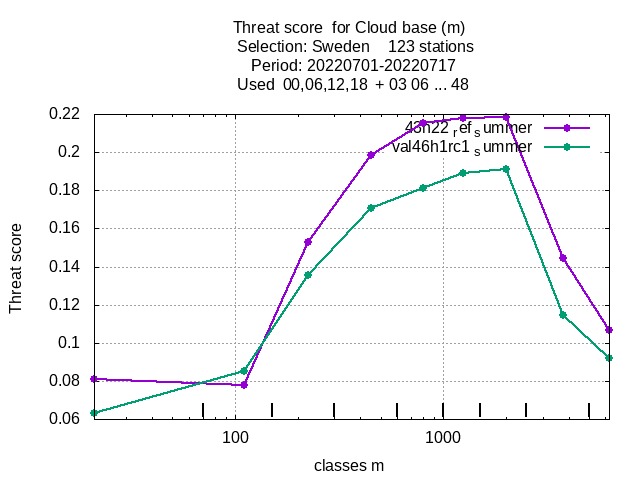 Threat score  for Cloud base (m)
Selection: Sweden    123 stations
Period: 20220701-20220717
Used  00,06,12,18  + 03 06 ... 48
0.22
0.2
0.18
0.16
0.14
0.12
0.1
0.08
0.06
Threat score
43h22 ref summer
val46h1rc1 summer
100
1000
classes m